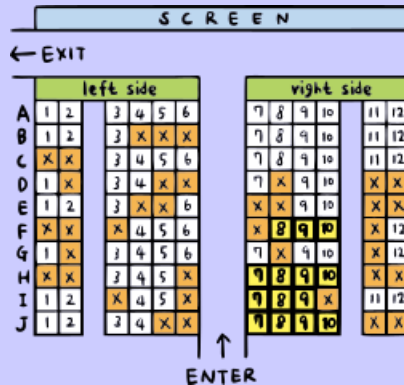 SCREEN
← EXIT
left side right side
A 1 2 3 4 5 6 7 8 9 10 11 12
B 1 2 3 X X X 7 8 9 10 11 12
C X X 3 4 5 6 7 8 9 10 11 12
D 1 X 3 4 X X 7 X 9 10 X X
E 1 2 3 X X 6 X X 9 10 X X
F X X X 4 5 6 X 8 9 10 X 12
G 1 X 3 4 5 6 7 X 9 10 X 12
H X X 3 4 5 X 7 8 9 10 X X
I 1 2 X 4 5 X 7 8 9 X 11 12
J 1 2 3 4 X X 7 8 9 10 X X
↑
ENTER